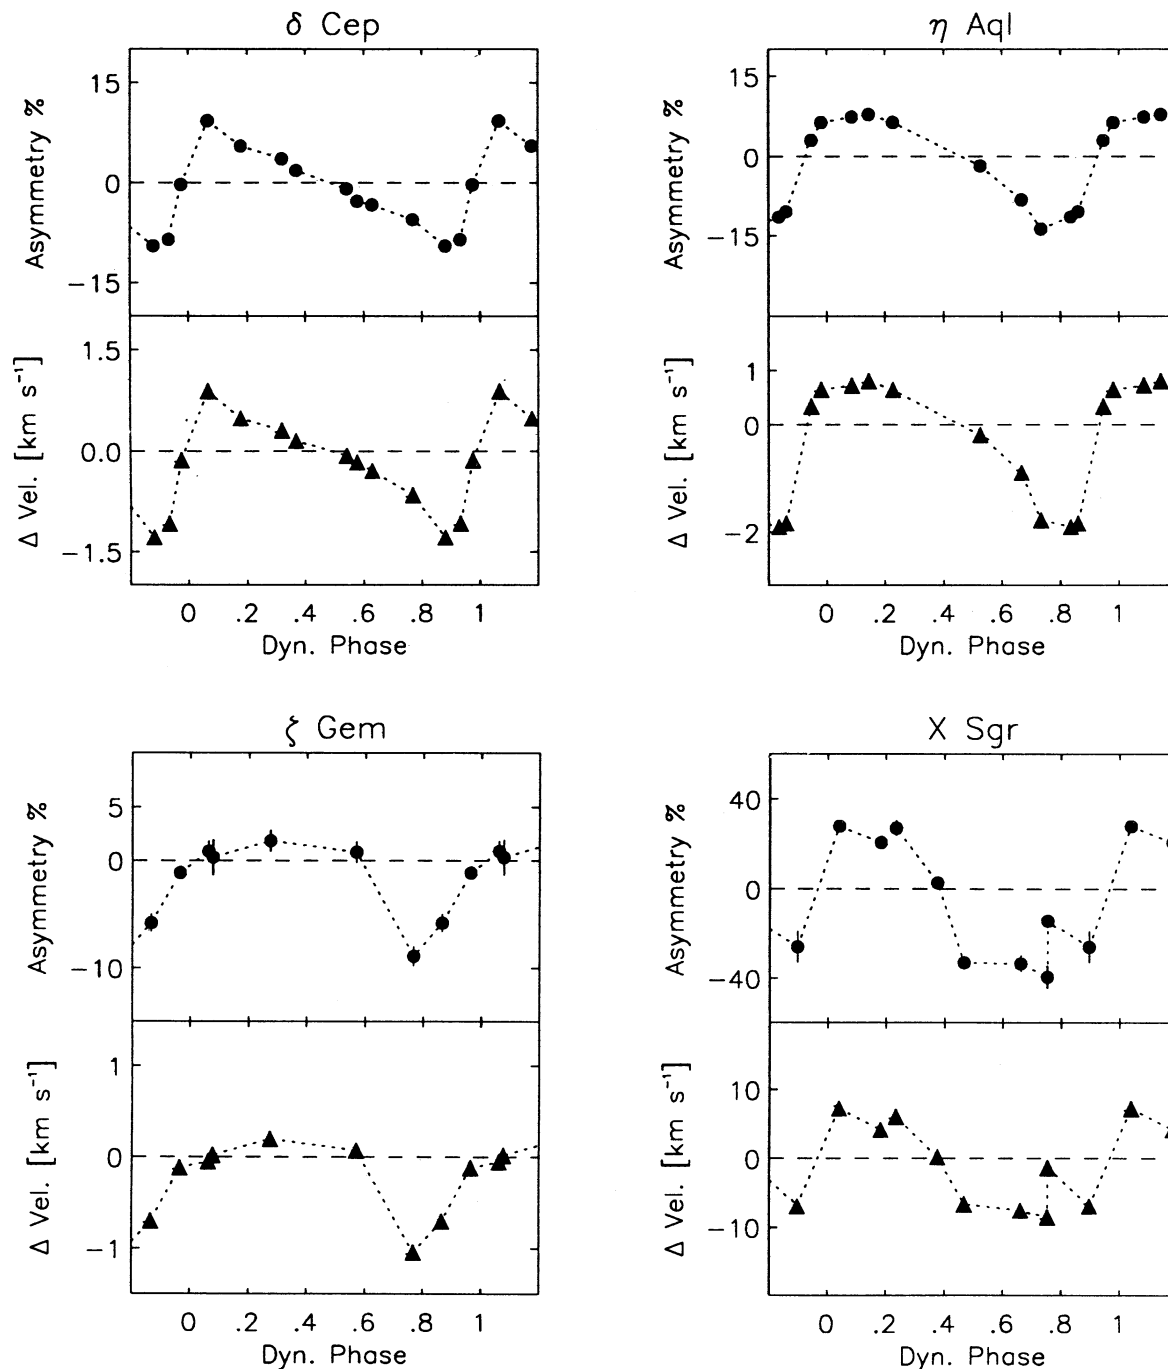 δ Cep
Asymmetry %
15
0
−15
Δ Vel. [km s⁻¹]
1.5
0.0
−1.5
0 .2 .4 .6 .8 1
Dyn. Phase
η Aql
Asymmetry %
15
0
−15
Δ Vel. [km s⁻¹]
1
0
−2
0 .2 .4 .6 .8 1
Dyn. Phase
ζ Gem
Asymmetry %
5
0
−10
Δ Vel. [km s⁻¹]
1
0
−1
0 .2 .4 .6 .8 1
Dyn. Phase
X Sgr
Asymmetry %
40
0
−40
Δ Vel. [km s⁻¹]
10
0
−10
0 .2 .4 .6 .8 1
Dyn. Phase